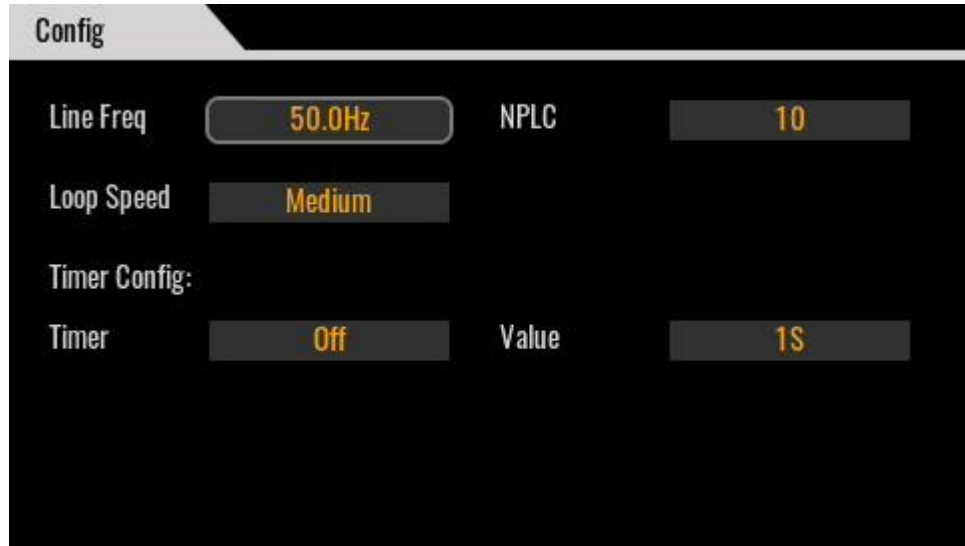 Config
Line Freq 50.0Hz NPLC 10
Loop Speed Medium
Timer Config:
Timer Off Value 1S